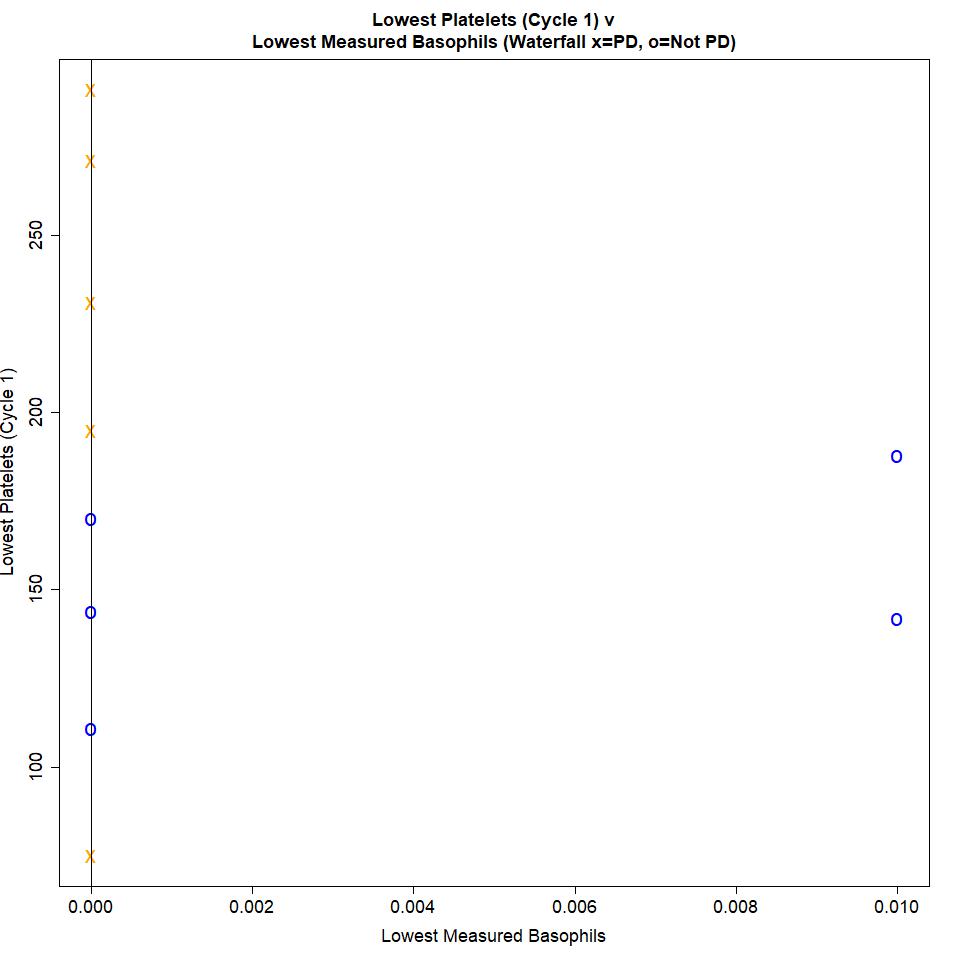 Lowest Platelets (Cycle 1) v
Lowest Measured Basophils (Waterfall x=PD, o=Not PD)
Lowest Platelets (Cycle 1)
250
200
150
100
X
X
X
X
O
O
O
O
O
X
0.000 0.002 0.004 0.006 0.008 0.010
Lowest Measured Basophils